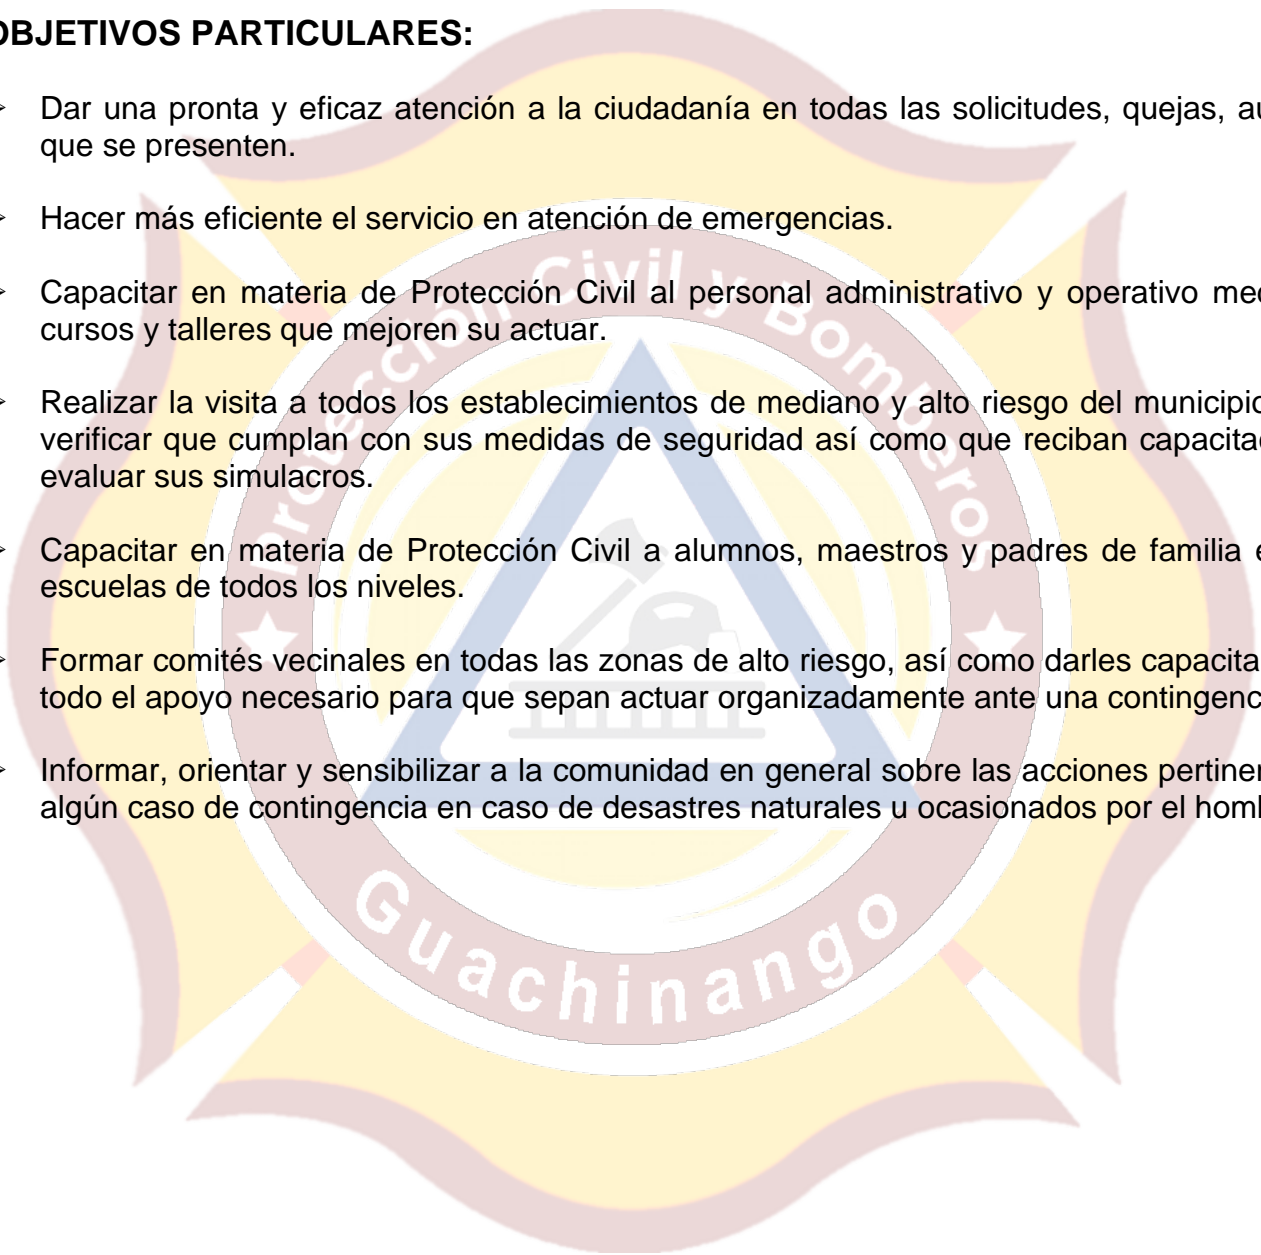 OBJETIVOS PARTICULARES:
Dar una pronta y eficaz atención a la ciudadanía en todas las solicitudes, quejas,
que se presenten.
Hacer más eficiente el servicio en atención de emergencias.
Capacitar en materia de Protección Civil al personal administrativo y operativo
cursos y talleres que mejoren su actuar.
Realizar la visita a todos los establecimientos de mediano y alto riesgo del municipio
verificar que cumplan con sus medidas de seguridad así como que reciban
evaluar sus simulacros.
Capacitar en materia de Protección Civil a alumnos, maestros y padres de familia
escuelas de todos los niveles.
Formar comités vecinales en todas las zonas de alto riesgo, así como darles
todo el apoyo necesario para que sepan actuar organizadamente ante una
Informar, orientar y sensibilizar a la comunidad en general sobre las acciones
algún caso de contingencia en caso de desastres naturales u ocasionados por el
Protección Civil y Bomberos
Guachinango